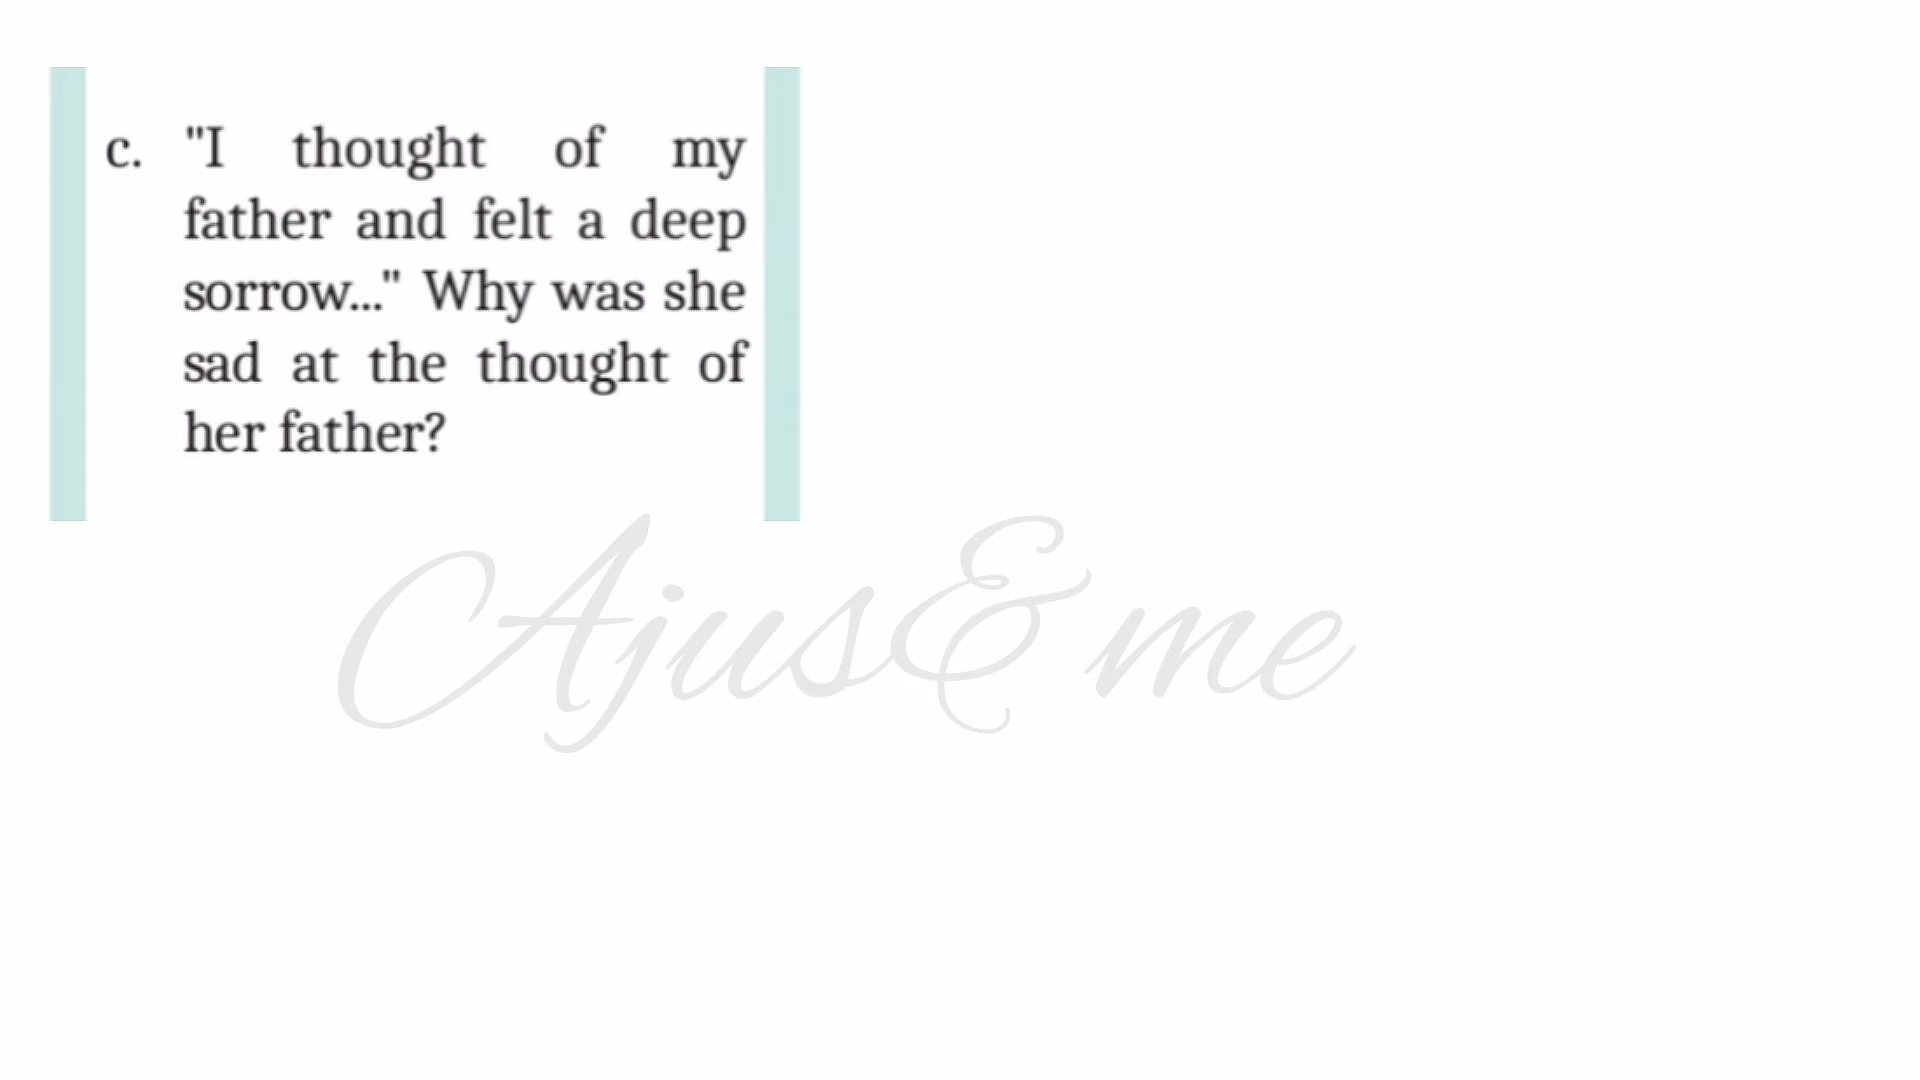 c. "I thought of my
father and felt a deep
sorrow..." Why was she
sad at the thought of
her father?
Ajus & me